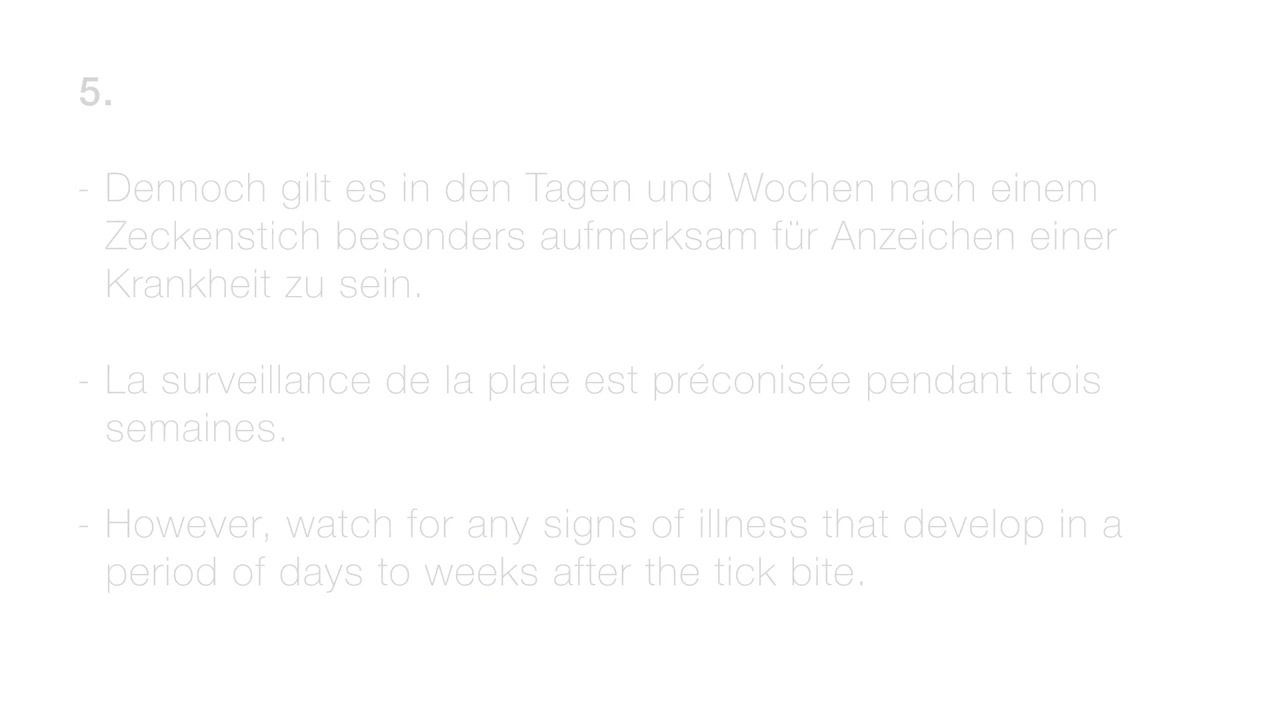 5.
- Dennoch gilt es in den Tagen und Wochen nach einem
Zeckenstich besonders aufmerksam für Anzeichen einer
Krankheit zu sein.
- La surveillance de la plaie est préconisée pendant trois
semaines.
- However, watch for any signs of illness that develop in a
period of days to weeks after the tick bite.